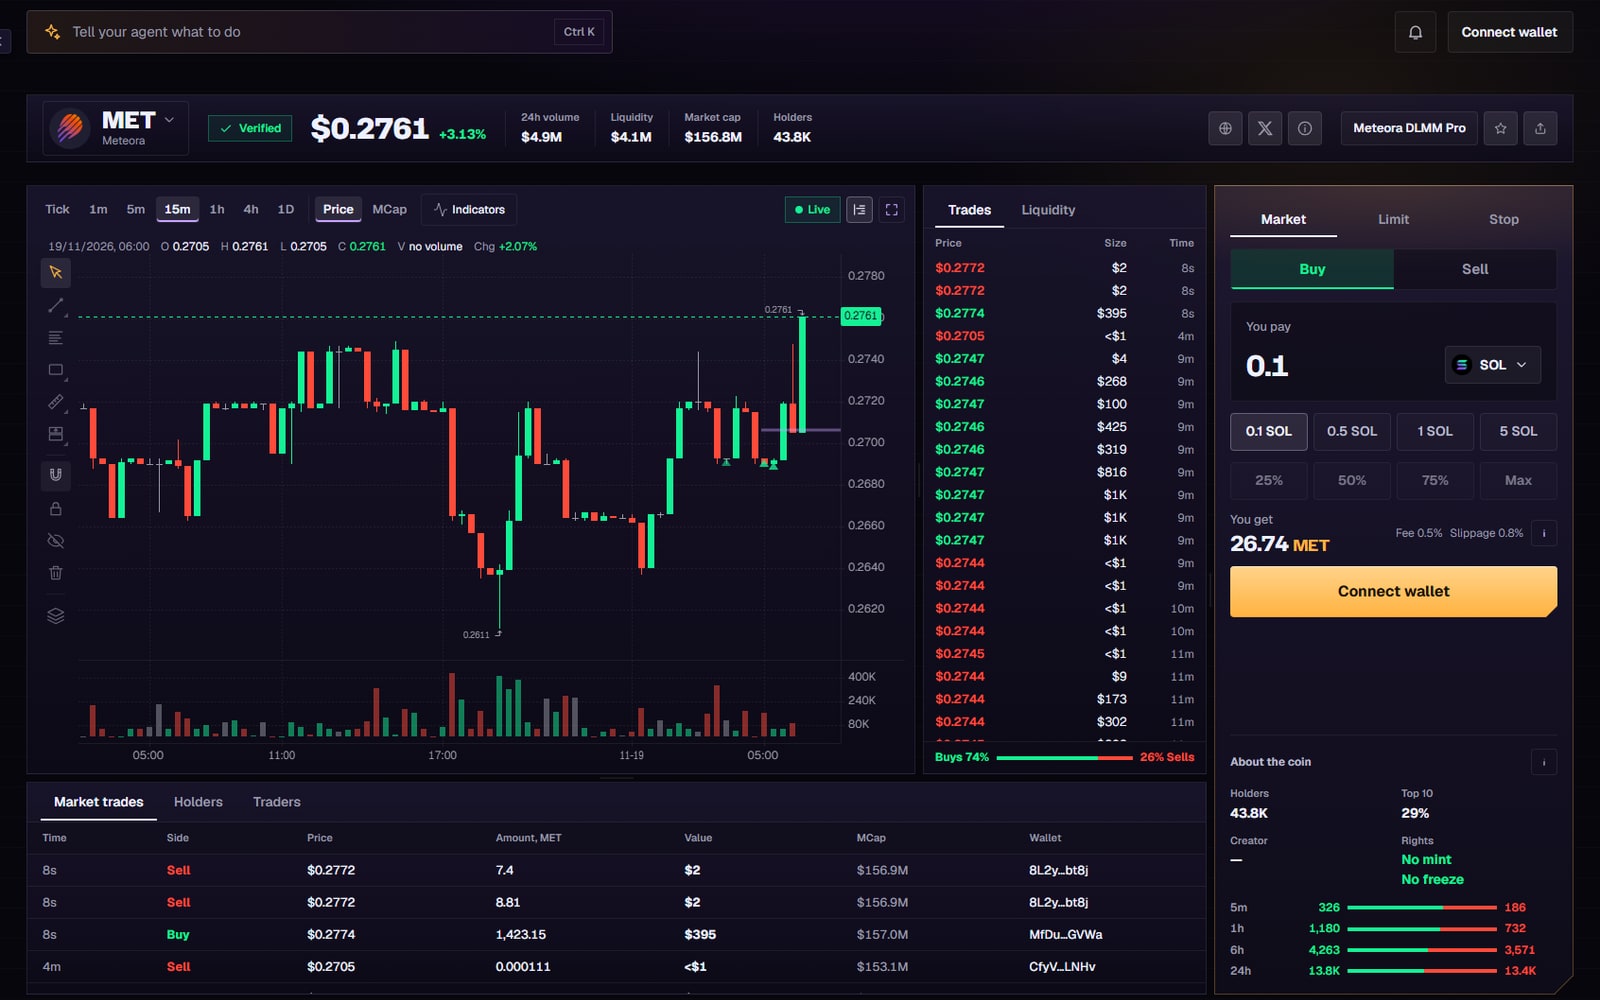 Tell your agent what to do
Ctrl K
Connect wallet
MET
Meteora
Verified
$0.2761 +3.13%
24h volume
$4.9M
Liquidity
$4.1M
Market cap
$156.8M
Holders
43.8K
Meteora DLMM Pro
Tick 1m 5m 15m 1h 4h 1D Price MCap Indicators Live
19/11/2026, 06:00 O 0.2705 H 0.2761 L 0.2705 C 0.2761 V no volume Chg +2.07%
0.2780
0.2761
0.2761
0.2740
0.2720
0.2700
0.2680
0.2660
0.2640
0.2620
0.2611
400K
240K
80K
05:00 11:00 17:00 11-19 05:00
Trades Liquidity
Price Size Time
$0.2772 $2 8s
$0.2772 $2 8s
$0.2774 $395 8s
$0.2705 <$1 4m
$0.2747 $4 9m
$0.2746 $268 9m
$0.2747 $100 9m
$0.2746 $425 9m
$0.2746 $319 9m
$0.2747 $816 9m
$0.2747 $1K 9m
$0.2747 $1K 9m
$0.2747 $1K 9m
$0.2744 <$1 9m
$0.2744 <$1 9m
$0.2744 <$1 10m
$0.2744 <$1 10m
$0.2745 <$1 11m
$0.2744 $9 11m
$0.2744 $173 11m
$0.2744 $302 11m
Buys 74% 26% Sells
Market Limit Stop
Buy Sell
You pay
0.1 SOL
0.1 SOL 0.5 SOL 1 SOL 5 SOL
25% 50% 75% Max
You get
26.74 MET
Fee 0.5% Slippage 0.8%
Connect wallet
About the coin
Holders Top 10
43.8K 29%
Creator Rights
— No mint
No freeze
5m 326 186
1h 1,180 732
6h 4,263 3,571
24h 13.8K 13.4K
Market trades Holders Traders
Time Side Price Amount, MET Value MCap Wallet
8s Sell $0.2772 7.4 $2 $156.9M 8L2y...bt8j
8s Sell $0.2772 8.81 $2 $156.9M 8L2y...bt8j
8s Buy $0.2774 1,423.15 $395 $157.0M MfDu...GVWa
4m Sell $0.2705 0.000111 <$1 $153.1M CfyV...LNHv